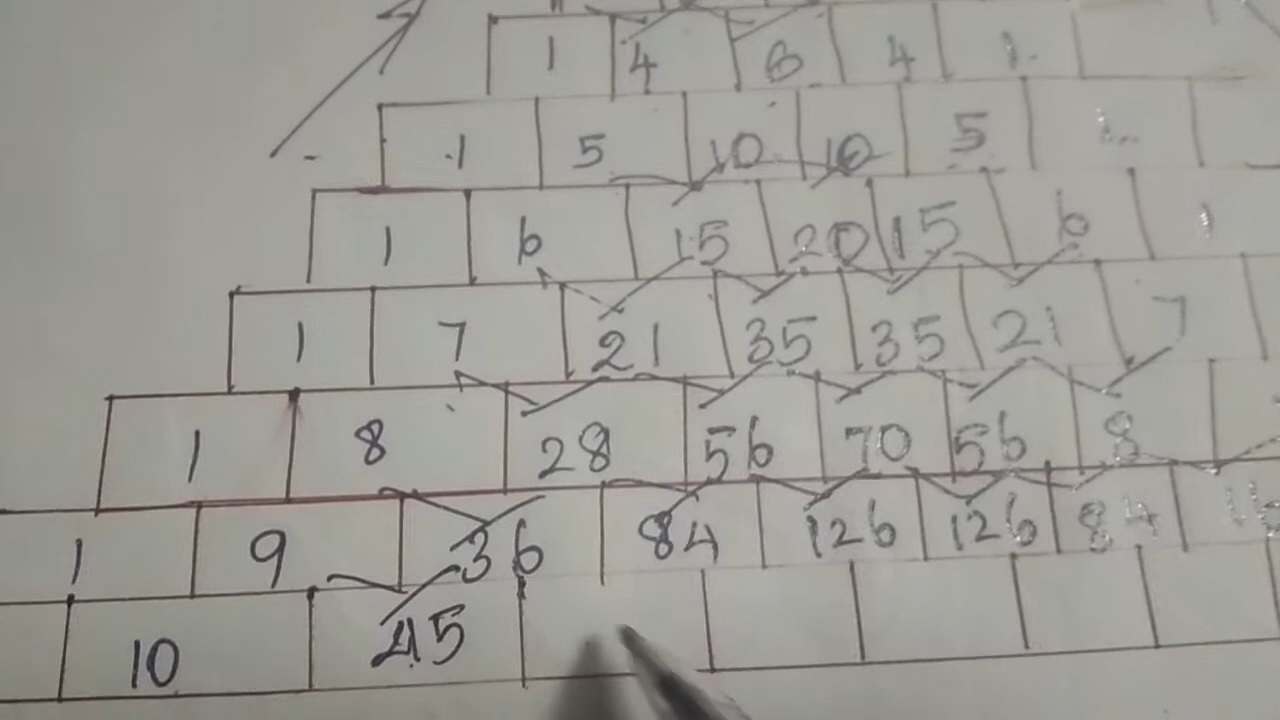 1 4 6 4 1
1 5 10 10 5 1
1 6 15 20 15 6 1
1 7 21 35 35 21 7
1 8 28 56 70 56 8
1 9 36 84 126 126 84
10 45